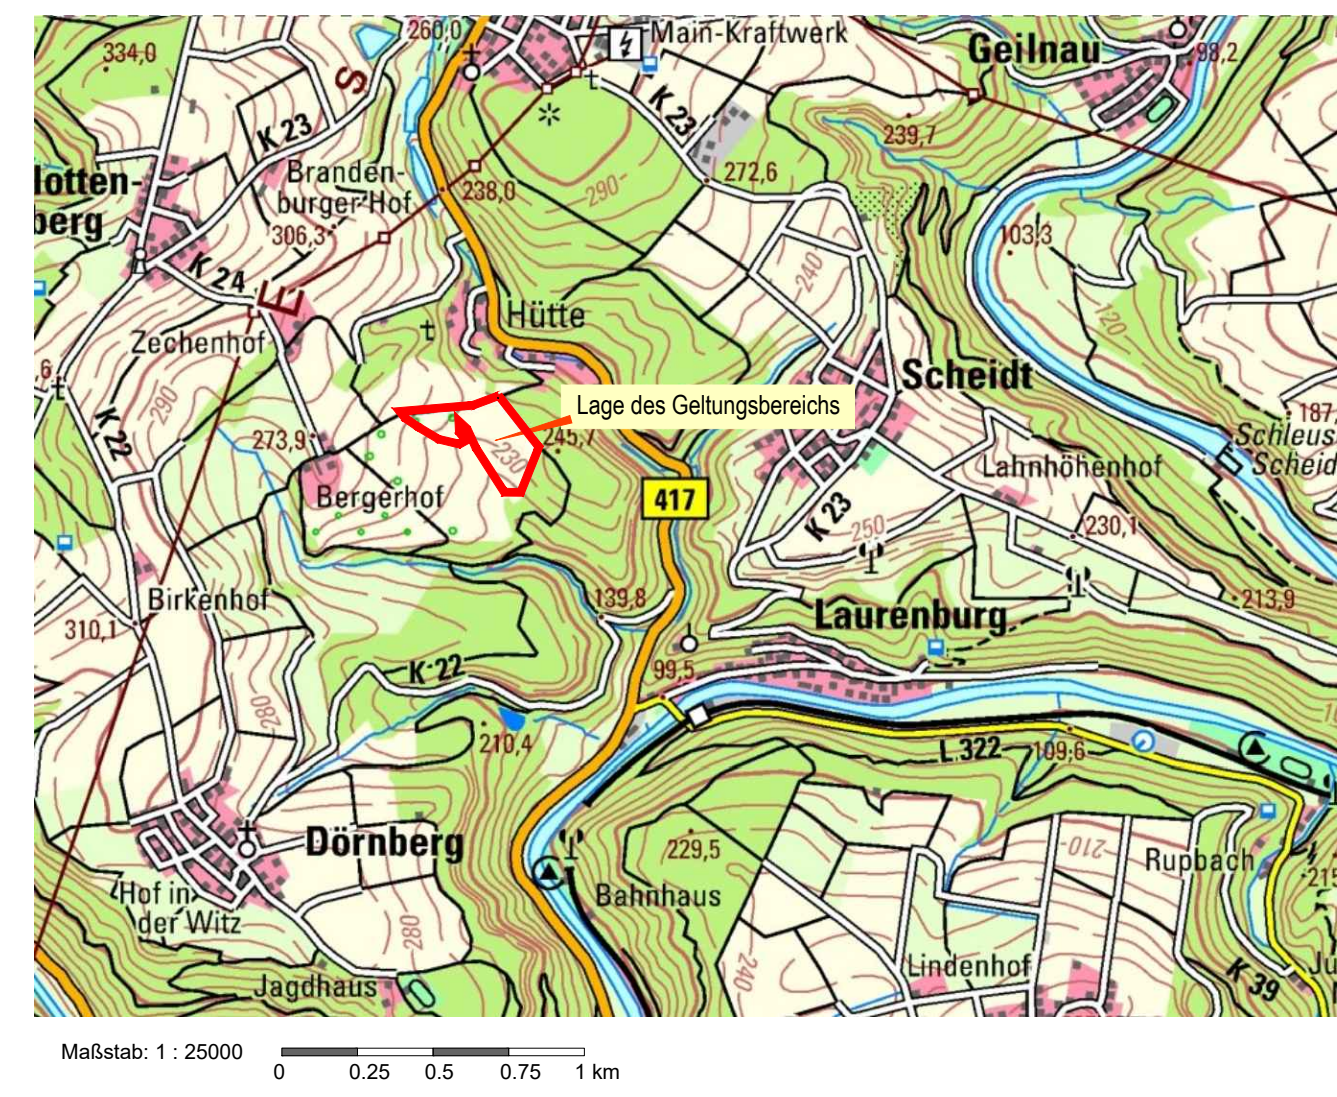 260,0
Main-Kraftwerk
Geilnau
98,2
334,0
S
K 23
K 23
239,7
lotten-
berg
Branden-
burger Hof
238,0
290
272,6
306,3
103,3
K 24
E
240
Hütte
120
Zechenhof
6
Scheidt
290
K 22
Lage des Geltungsbereichs
187,
245,7
Schleus
Scheid
273,9
230
Lahnhöhenhof
Bergerhof
417
K 23
250
230,1
Birkenhof
139,8
213,9
310,1
Laurenburg
K 22
99,5
280
210,4
L 322
109,6
Dörnberg
229,5
210
Rupbach
215
Hof in
der Witz
Bahnhaus
280
240
Lindenhof
Jagdhaus
K 39
Ju
Maßstab: 1 : 25000
0 0.25 0.5 0.75 1 km